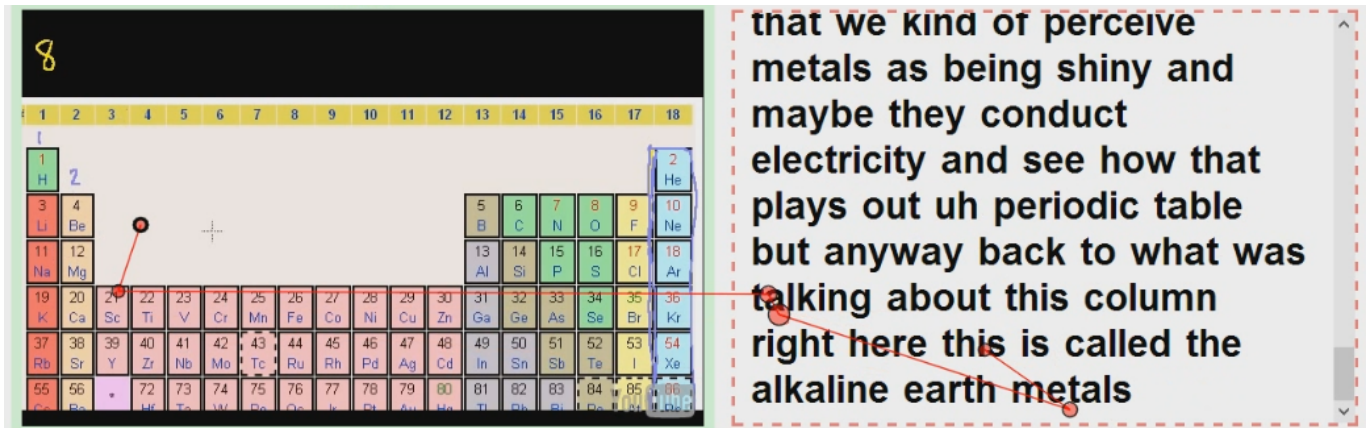 8
1 2 3 4 5 6 7 8 9 10 11 12 13 14 15 16 17 18
1
1 2
H 2 He
3 4 5 6 7 8 9 10
Li Be B C N O F Ne
11 12 13 14 15 16 17 18
Na Mg Al Si P S Cl Ar
19 20 21 22 23 24 25 26 27 28 29 30 31 32 33 34 35 36
K Ca Sc Ti V Cr Mn Fe Co Ni Cu Zn Ga Ge As Se Br Kr
37 38 39 40 41 42 43 44 45 46 47 48 49 50 51 52 53 54
Rb Sr Y Zr Nb Mo Tc Ru Rh Pd Ag Cd In Sn Sb Te I Xe
55 56 * 72 73 74 75 76 77 78 79 80 81 82 83 84 85 86
that we kind of perceive
metals as being shiny and
maybe they conduct
electricity and see how that
plays out uh periodic table
but anyway back to what was
talking about this column
right here this is called the
alkaline earth metals